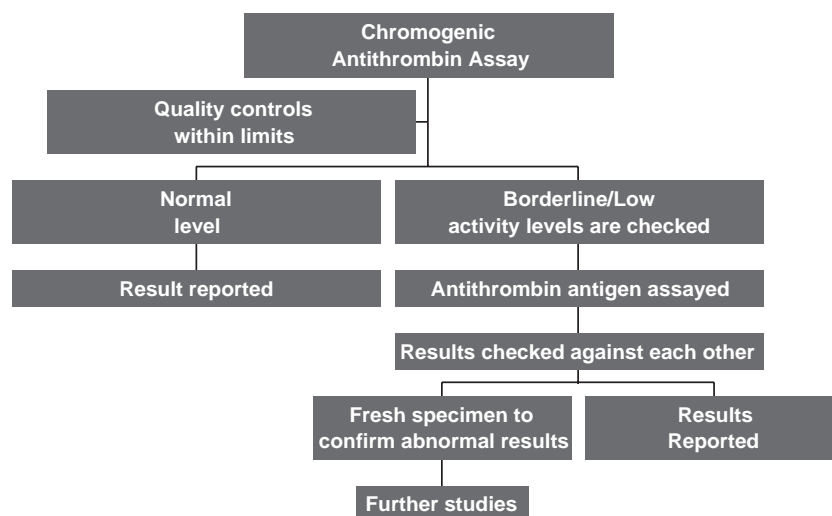 Chromogenic
Antithrombin Assay
Quality controls
within limits
Normal
level
Borderline/Low
activity levels are checked
Result reported
Antithrombin antigen assayed
Results checked against each other
Fresh specimen to
confirm abnormal results
Results
Reported
Further studies